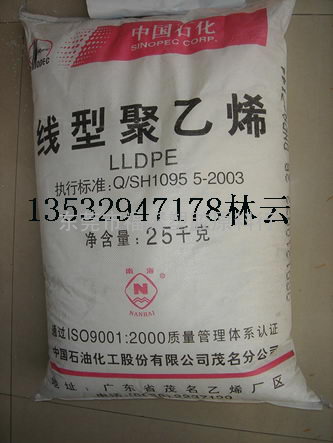 中国石化
SINOPEC CORP.
SINOPEC
线型聚乙烯
LLDPE
执行标准:Q/SH1095 5-2003
13532947178林云
净含量:25千克
南海
N
NANHAI
通过ISO9001:2000质量管理体系认证
中国石油化工股份有限公司茂名分公司
地址:广东省茂名乙烯厂区